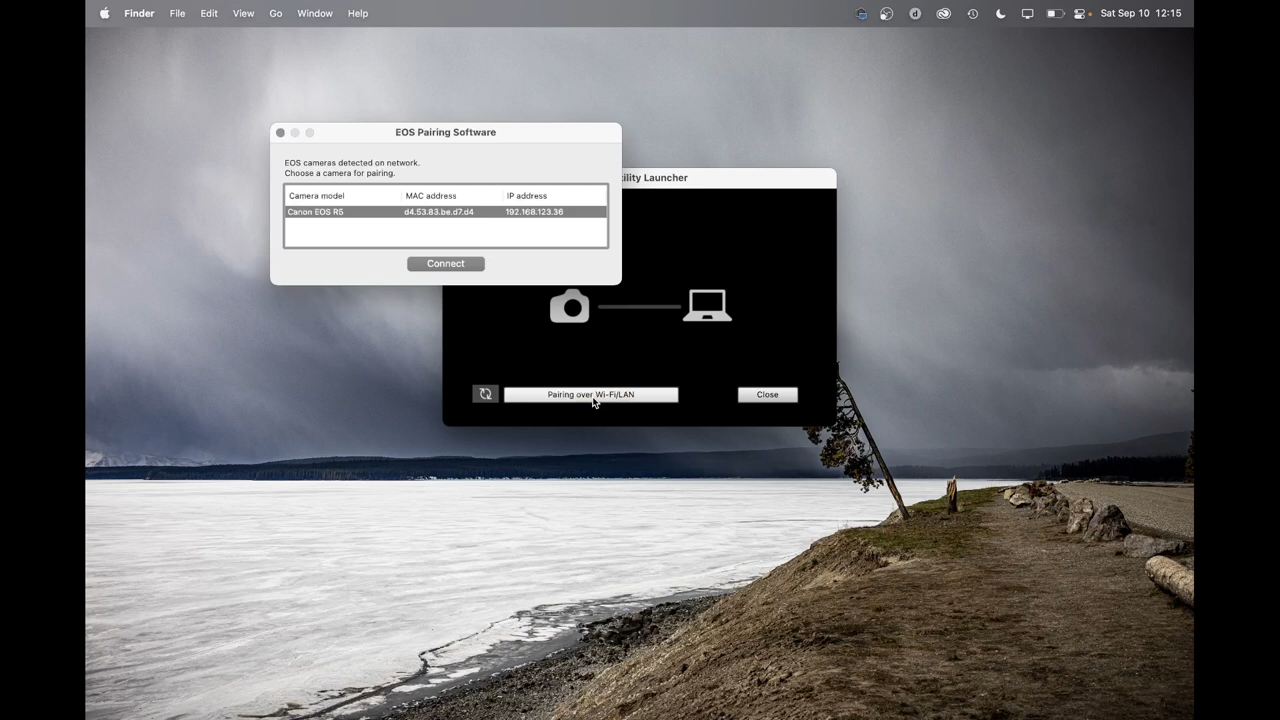 Finder File Edit View Go Window Help Sat Sep 10 12:15
EOS Pairing Software
EOS cameras detected on network.
Choose a camera for pairing.
ility Launcher
Camera model MAC address IP address
Canon EOS R5 d4.53.83.be.d7.d4 192.168.123.36
Connect
Pairing over Wi-Fi/LAN Close